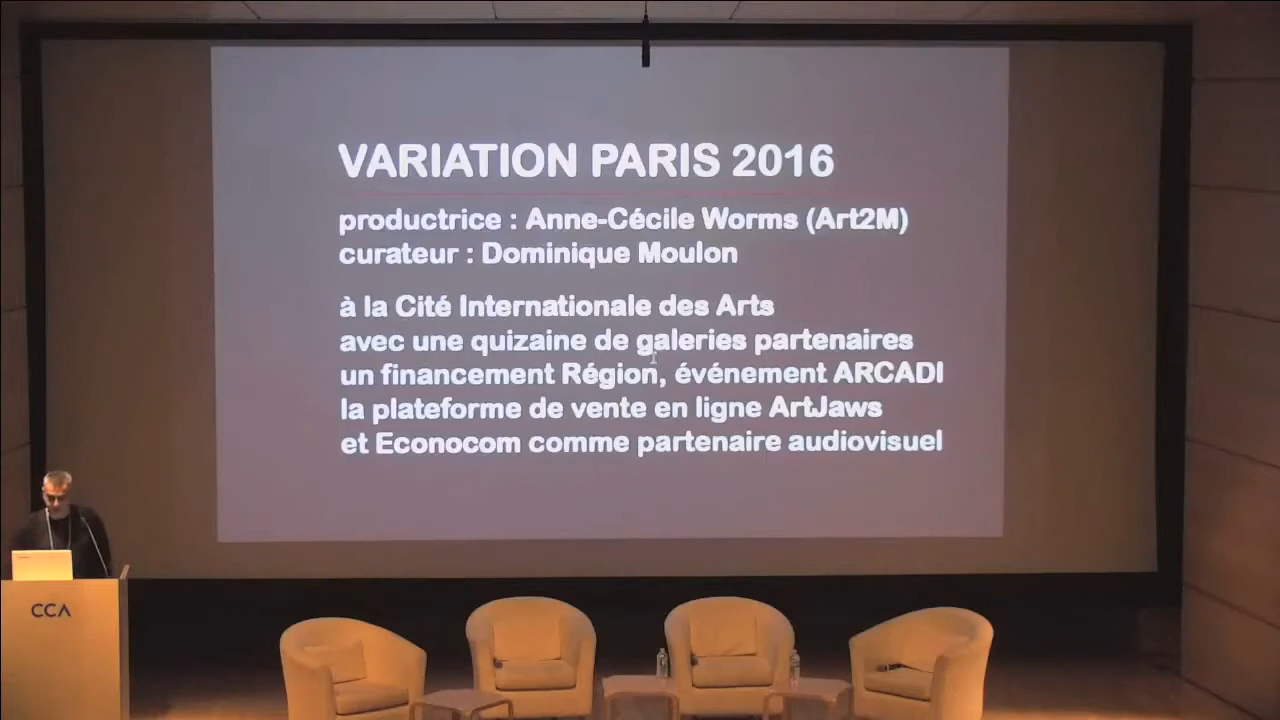 VARIATION PARIS 2016
productrice : Anne-Cécile Worms (Art2M)
curateur : Dominique Moulon
à la Cité Internationale des Arts
avec une quizaine de galeries partenaires
un financement Région, événement ARCADI
la plateforme de vente en ligne ArtJaws
et Econocom comme partenaire audiovisuel
CCA